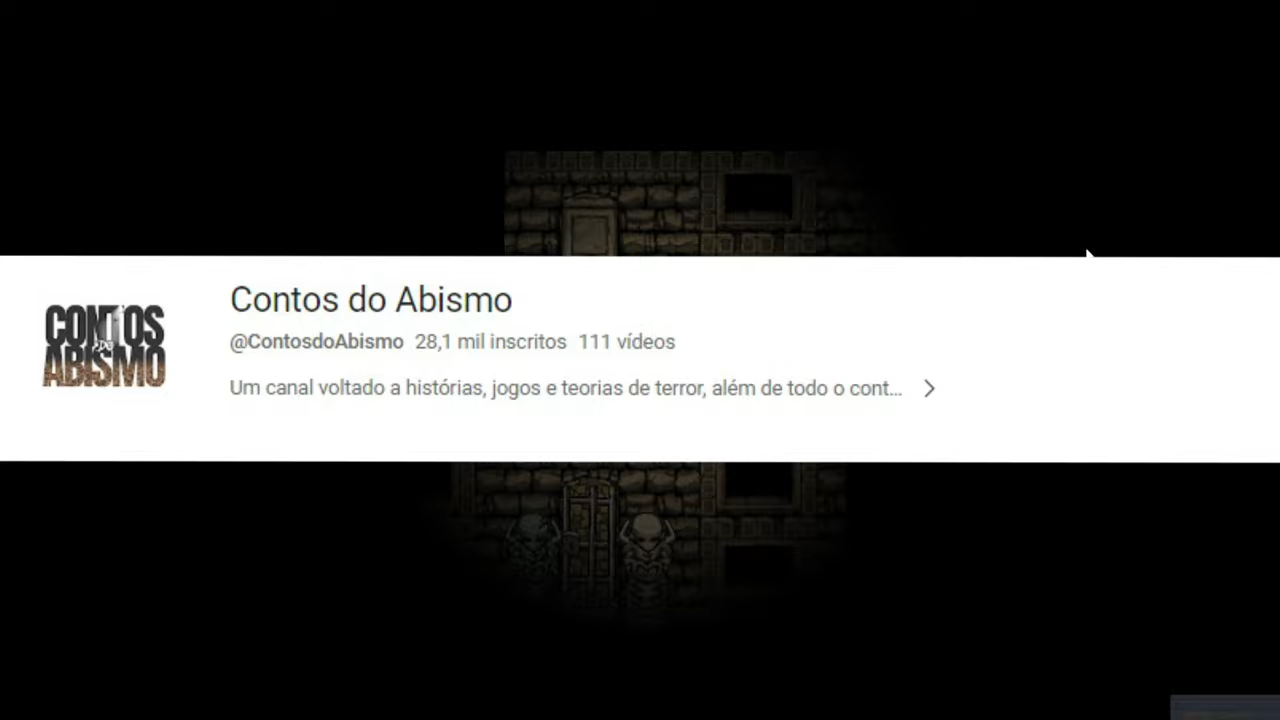 CONTOS
DO
ABISMO
Contos do Abismo
@ContosdoAbismo 28,1 mil inscritos 111 vídeos
Um canal voltado a histórias, jogos e teorias de terror, além de todo o cont...